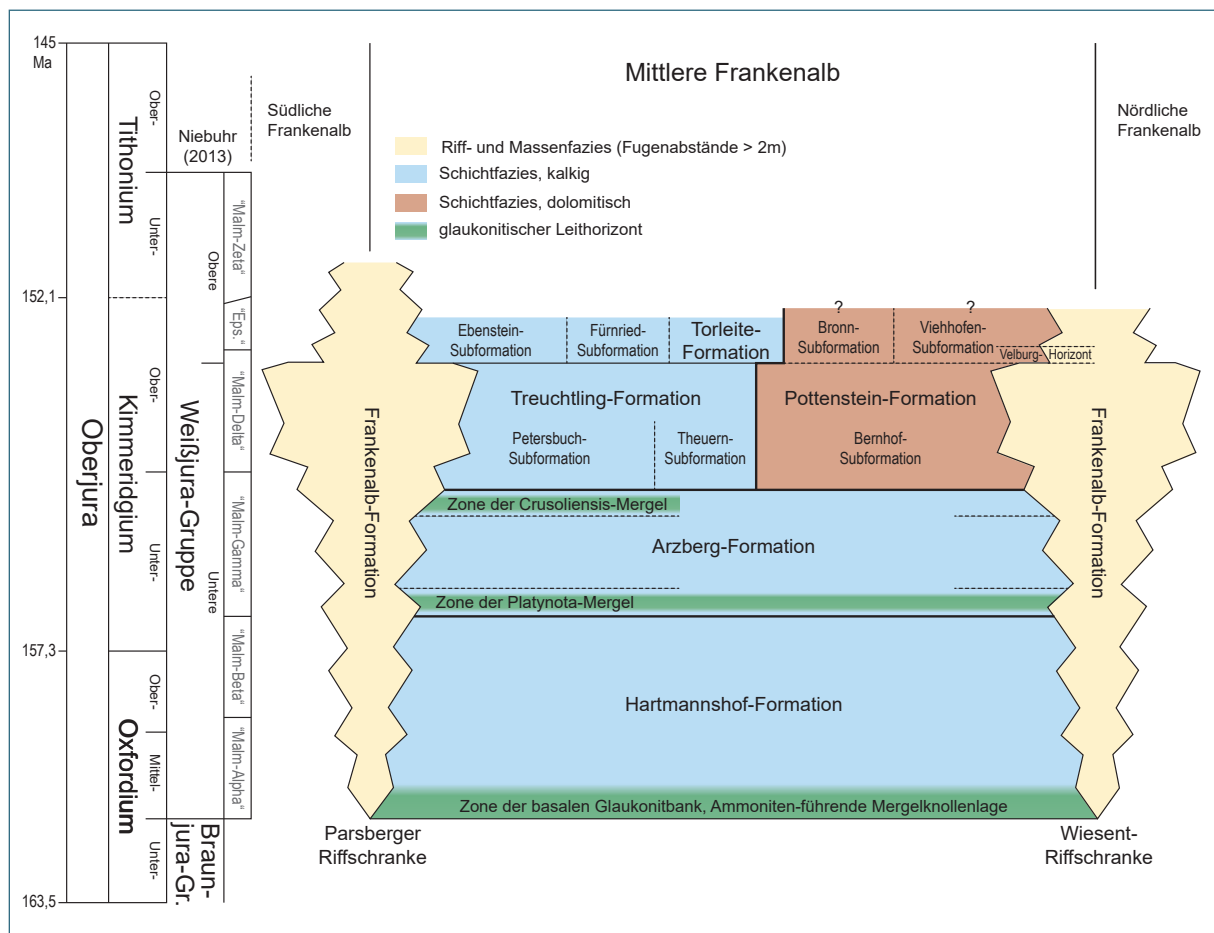 145
Ma
152,1
157,3
163,5
Oberjura
Tithonium
Kimmeridgium
Oxfordium
Ober-
Unter-
Ober-
Unter-
Ober-
Mittel-
Unter-
Niebuhr
(2013)
Weißjura-Gruppe
Braun-
jura-Gr.
Obere
Untere
"Malm-Zeta"
"Eps."
"Malm-Delta"
"Malm-Gamma"
"Malm-Beta"
"Malm-Alpha"
Südliche
Frankenalb
Mittlere Frankenalb
Nördliche
Frankenalb
Riff- und Massenfazies (Fugenabstände > 2m)
Schichtfazies, kalkig
Schichtfazies, dolomitisch
glaukonitischer Leithorizont
Ebenstein-
Subformation
Fürnried-
Subformation
Torleite-
Formation
?
Bronn-
Subformation
?
Viehhofen-
Subformation
Velburg-
Horizont
Treuchtling-Formation
Petersbuch-
Subformation
Theuern-
Subformation
Pottenstein-Formation
Bernhof-
Subformation
Frankenalb-Formation
Frankenalb-Formation
Zone der Crusoliensis-Mergel
Arzberg-Formation
Zone der Platynota-Mergel
Hartmannshof-Formation
Zone der basalen Glaukonitbank, Ammoniten-führende Mergelknollenlage
Parsberger
Riffschranke
Wiesent-
Riffschranke